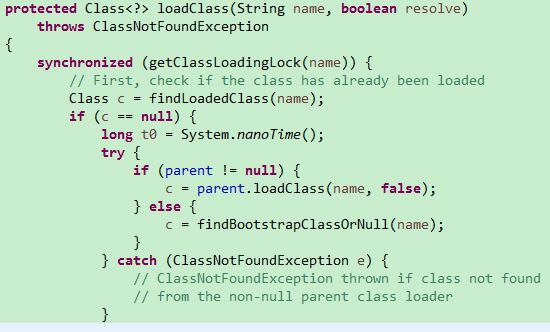 protected Class<?> loadClass(String name, boolean resolve)
    throws ClassNotFoundException
{
    synchronized (getClassLoadingLock(name)) {
        // First, check if the class has already been loaded
        Class c = findLoadedClass(name);
        if (c == null) {
            long t0 = System.nanoTime();
            try {
                if (parent != null) {
                    c = parent.loadClass(name, false);
                } else {
                    c = findBootstrapClassOrNull(name);
                }
            } catch (ClassNotFoundException e) {
                // ClassNotFoundException thrown if class not found
                // from the non-null parent class loader
            }